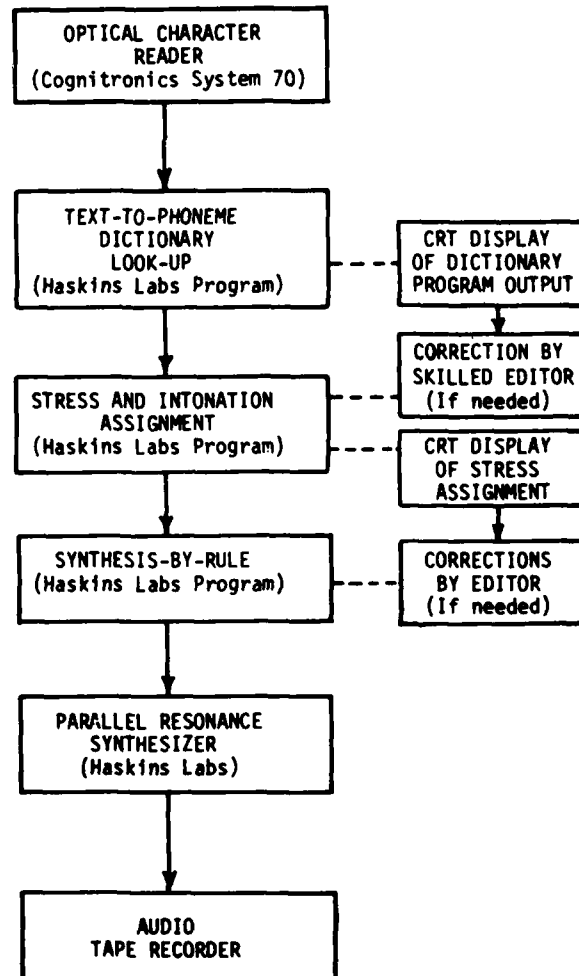 OPTICAL CHARACTER
READER
(Cognitronics System 70)
TEXT-TO-PHONEME
DICTIONARY
LOOK-UP
(Haskins Labs Program)
CRT DISPLAY
OF DICTIONARY
PROGRAM OUTPUT
CORRECTION BY
SKILLED EDITOR
(If needed)
STRESS AND INTONATION
ASSIGNMENT
(Haskins Labs Program)
CRT DISPLAY
OF STRESS
ASSIGNMENT
SYNTHESIS-BY-RULE
(Haskins Labs Program)
CORRECTIONS
BY EDITOR
(If needed)
PARALLEL RESONANCE
SYNTHESIZER
(Haskins Labs)
AUDIO
TAPE RECORDER